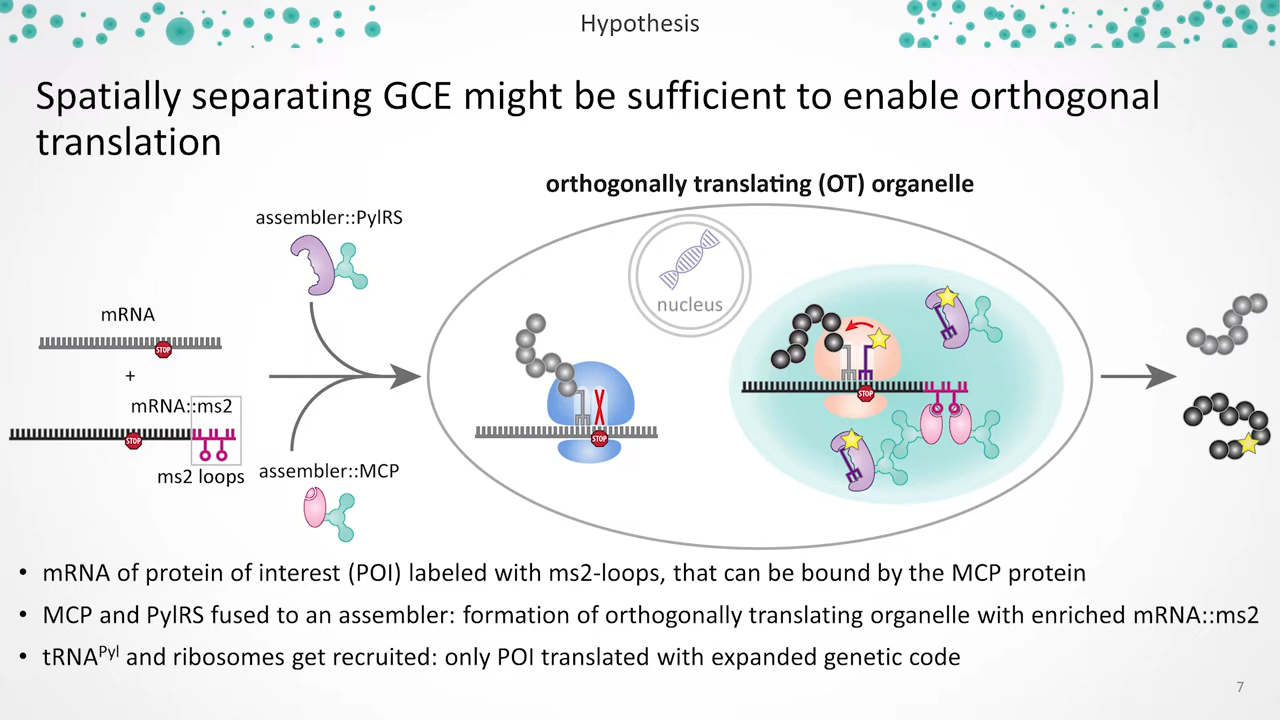 Hypothesis
Spatially separating GCE might be sufficient to enable orthogonal
translation
orthogonally translating (OT) organelle
assembler::PylRS
mRNA
STOP
+
mRNA::ms2
STOP
ms2 loops
assembler::MCP
nucleus
STOP
STOP
• mRNA of protein of interest (POI) labeled with ms2-loops, that can be bound by the MCP protein
• MCP and PylRS fused to an assembler: formation of orthogonally translating organelle with enriched mRNA::ms2
• tRNAPyl and ribosomes get recruited: only POI translated with expanded genetic code
7